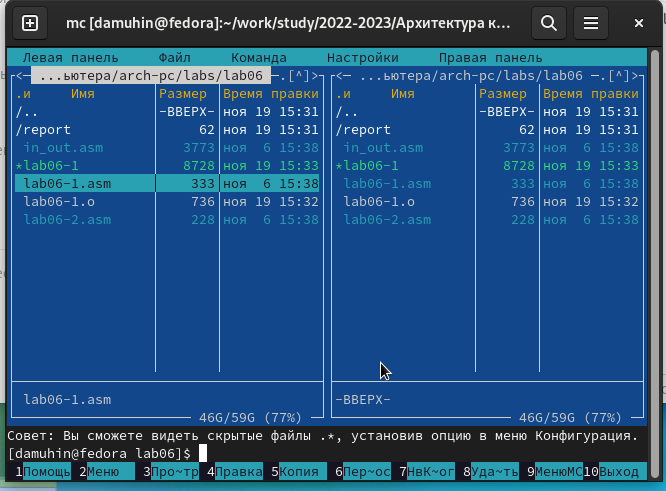 mc [damuhin@fedora]:~/work/study/2022-2023/Архитектура к...
Левая панель Файл Команда Настройки Правая панель
<─ ...ьютера/arch-pc/labs/lab06 ─.[^]>┐ ┌<─ ...ьютера/arch-pc/labs/lab06 ─.[^]>
.и Имя Размер Время правки .и Имя Размер Время правки
/.. -ВВЕРХ- ноя 19 15:31 /.. -ВВЕРХ- ноя 19 15:31
/report 62 ноя 19 15:31 /report 62 ноя 19 15:31
in_out.asm 3773 ноя 6 15:38 in_out.asm 3773 ноя 6 15:38
*lab06-1 8728 ноя 19 15:33 *lab06-1 8728 ноя 19 15:33
lab06-1.asm 333 ноя 6 15:38 lab06-1.asm 333 ноя 6 15:38
lab06-1.o 736 ноя 19 15:32 lab06-1.o 736 ноя 19 15:32
lab06-2.asm 228 ноя 6 15:38 lab06-2.asm 228 ноя 6 15:38
lab06-1.asm -ВВЕРХ-
46G/59G (77%) 46G/59G (77%)
Совет: Вы сможете видеть скрытые файлы .*, установив опцию в меню Конфигурация.
[damuhin@fedora lab06]$
1Помощь 2Меню 3Про~тр 4Правка 5Копия 6Пер~ос 7НвК~ог 8Уда~ть 9МенюМС 10Выход